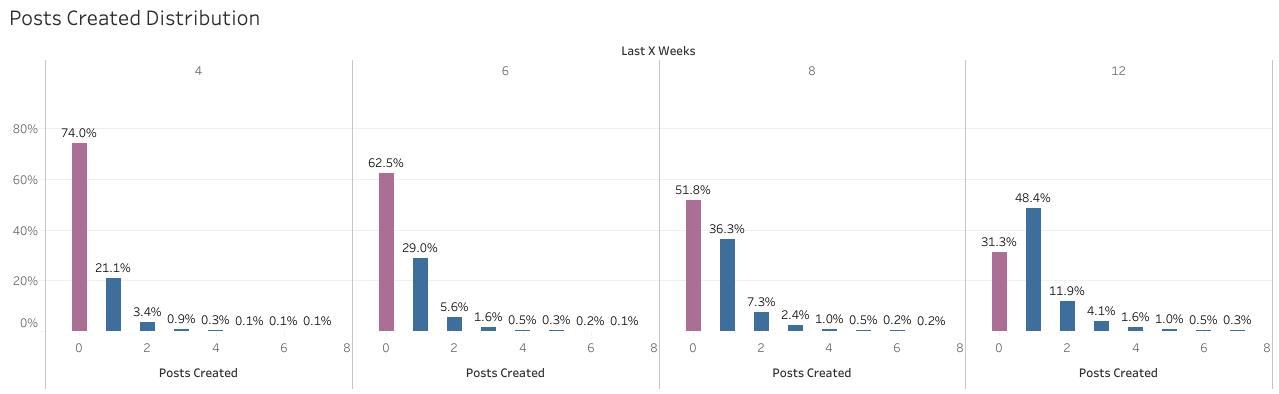 Posts Created Distribution
Last X Weeks
4 6 8 12
80%
60%
40%
20%
0%
74.0% 21.1% 3.4% 0.9% 0.3% 0.1% 0.1% 0.1%
62.5% 29.0% 5.6% 1.6% 0.5% 0.3% 0.2% 0.1%
51.8% 36.3% 7.3% 2.4% 1.0% 0.5% 0.2% 0.2%
31.3% 48.4% 11.9% 4.1% 1.6% 1.0% 0.5% 0.3%
0 2 4 6 8 0 2 4 6 8 0 2 4 6 8 0 2 4 6 8
Posts Created Posts Created Posts Created Posts Created